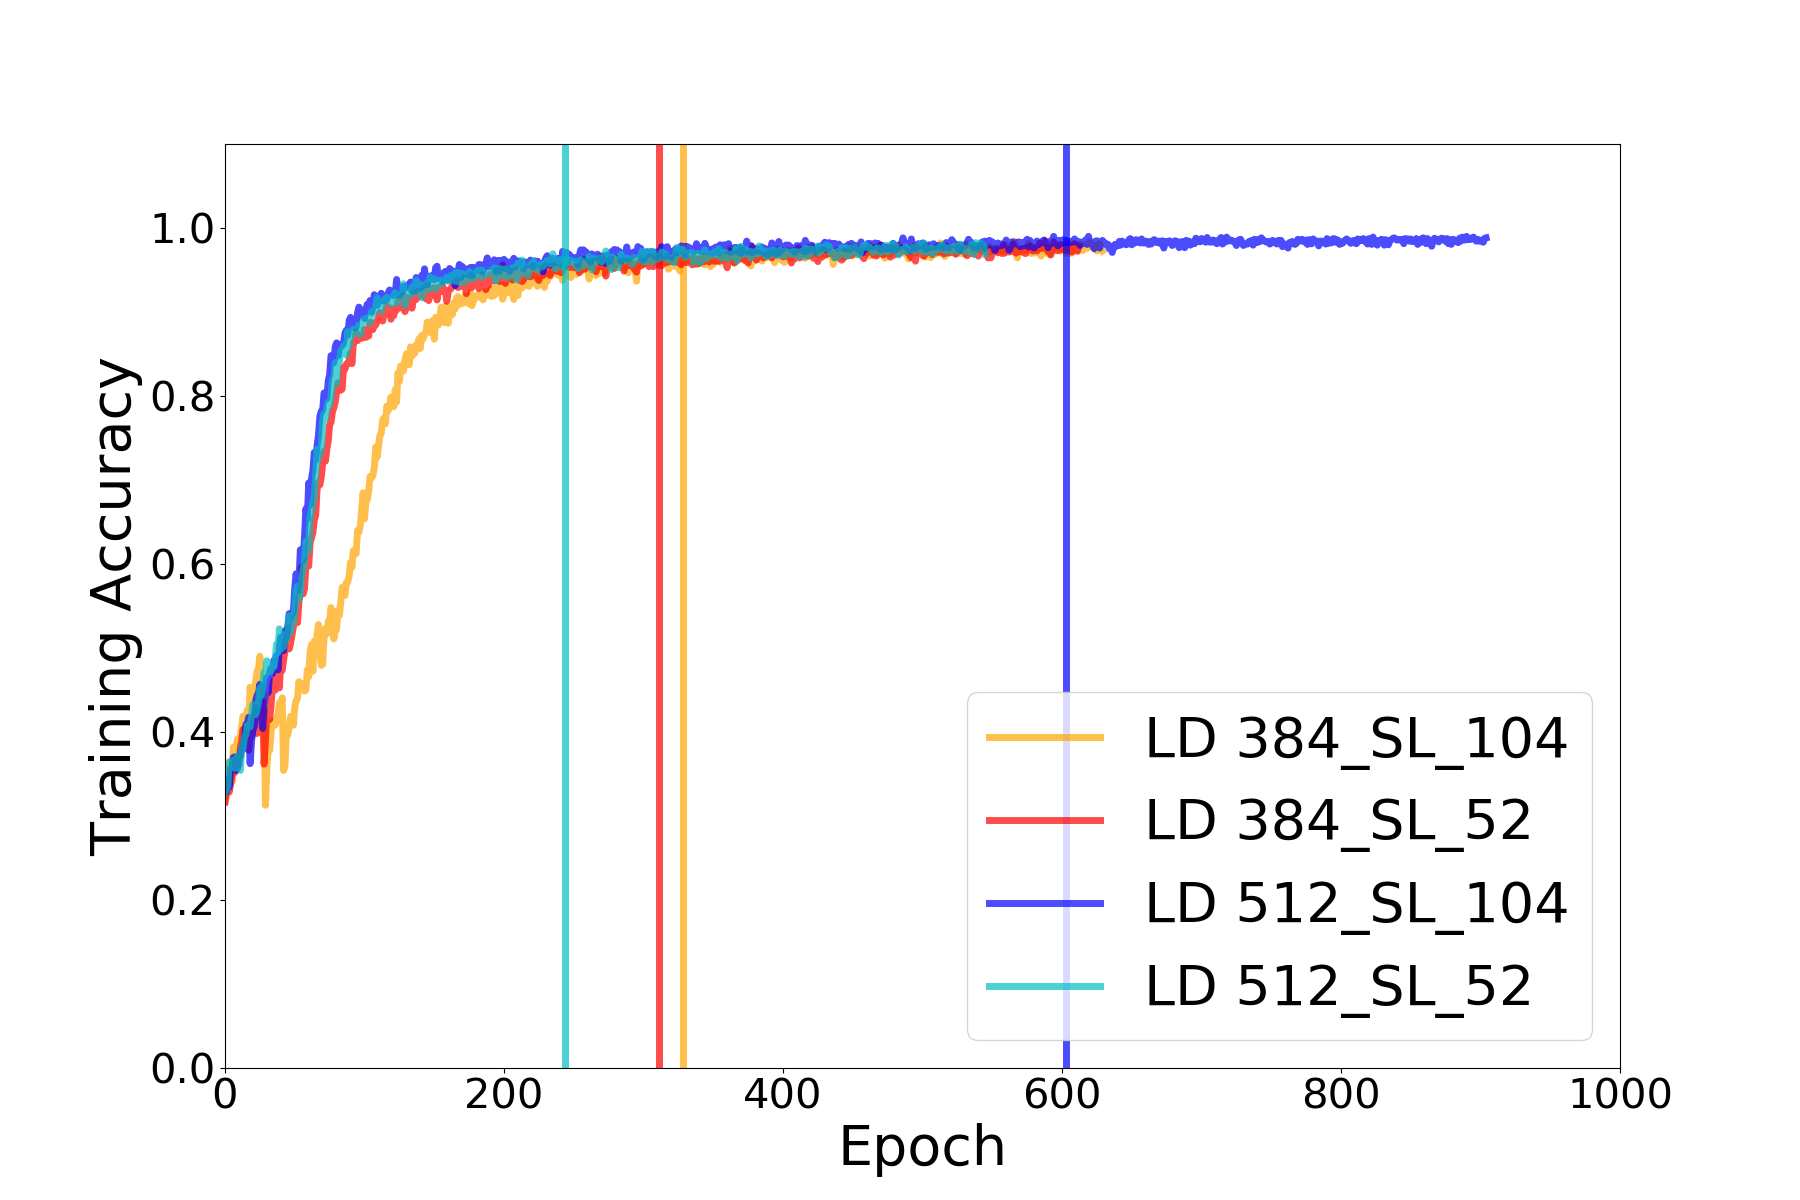 Training Accuracy
1.0
0.8
0.6
0.4
0.2
0.0
0 200 400 600 800 1000
Epoch
LD 384_SL_104
LD 384_SL_52
LD 512_SL_104
LD 512_SL_52